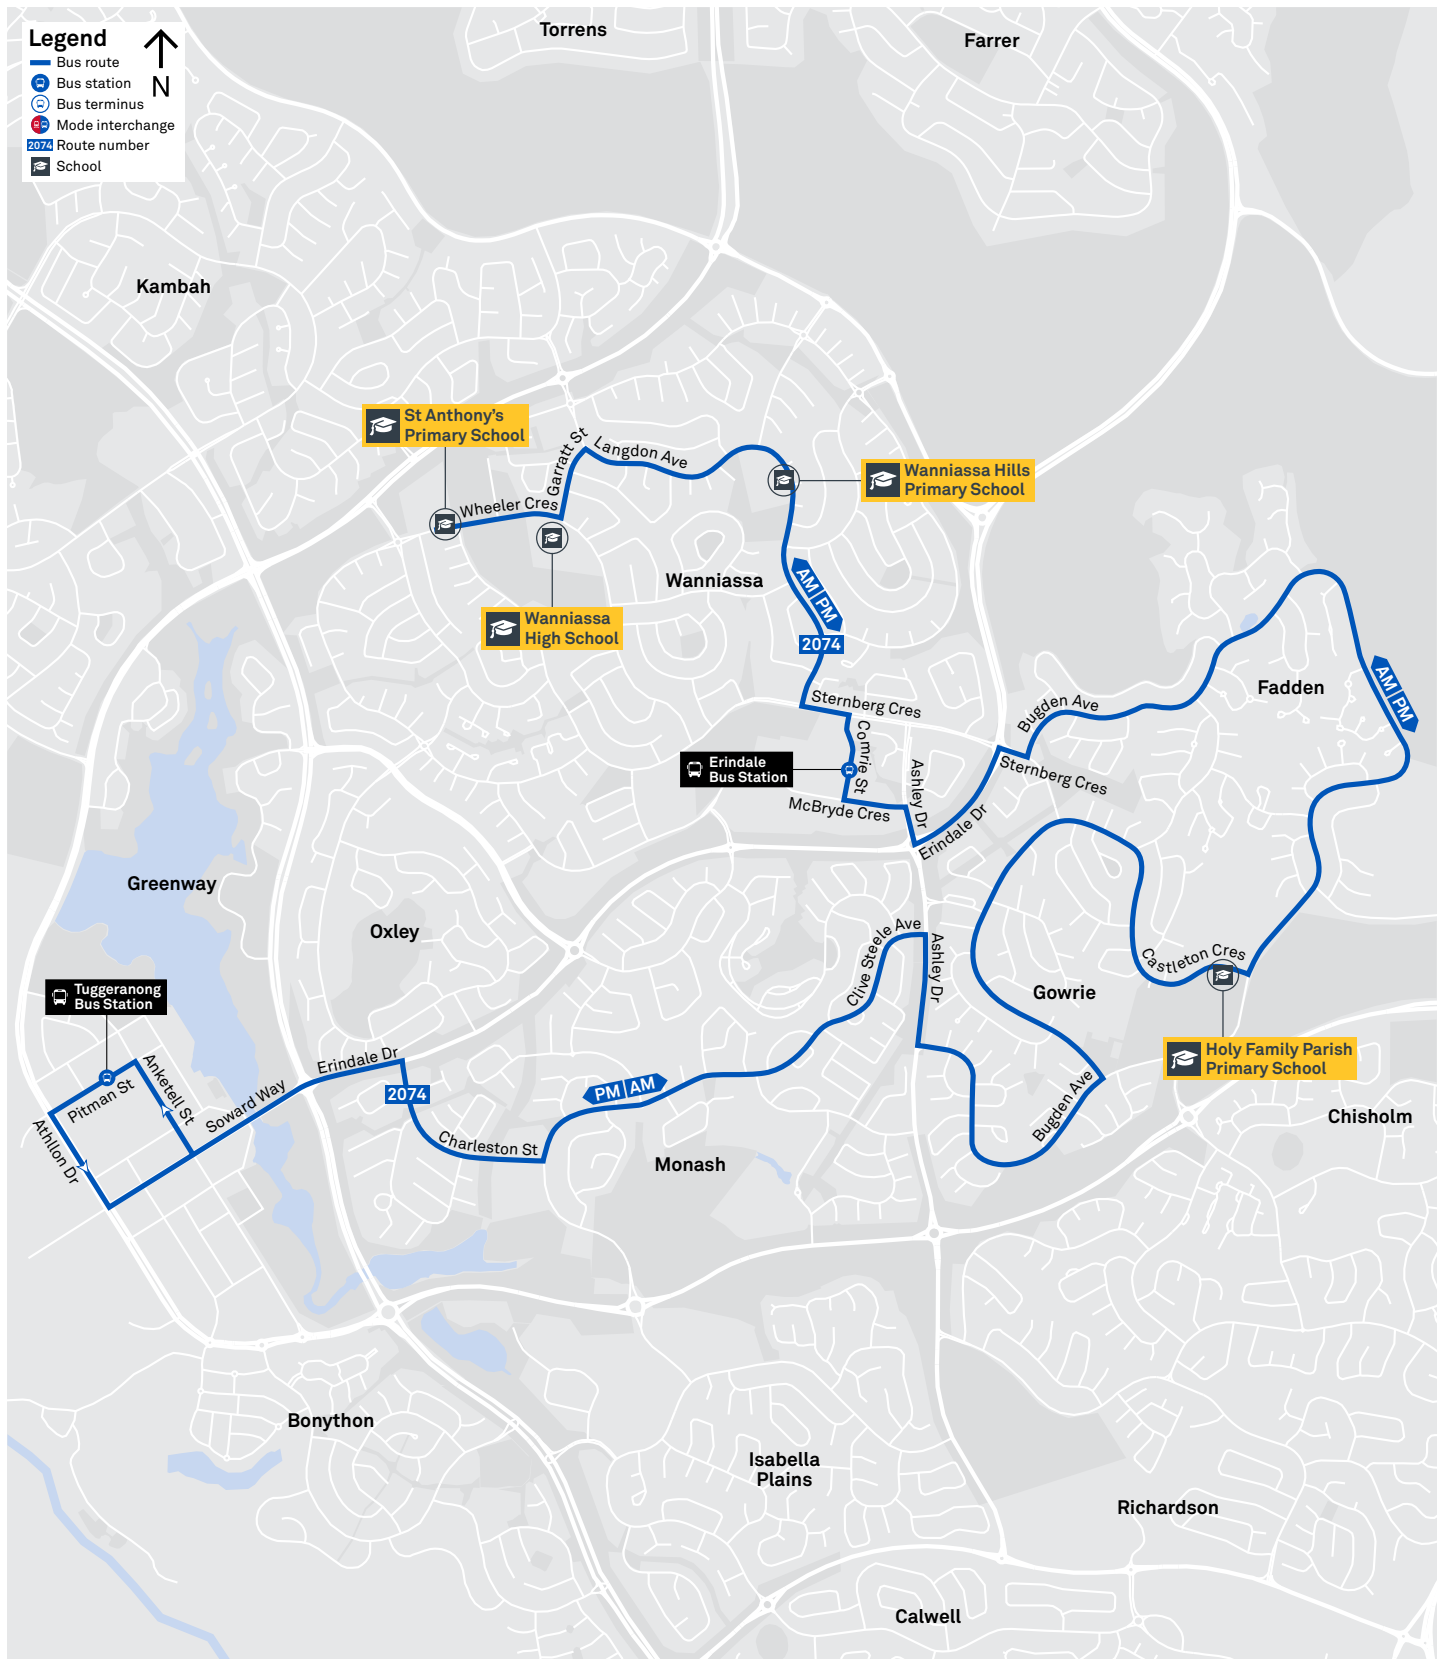 Legend
N
Bus route
Bus station
Bus terminus
Mode interchange
2074 Route number
School
Torrens
Farrer
Kambah
St Anthony's
Primary School
Garratt St
Langdon Ave
Wheeler Cres
Wanniassa Hills
Primary School
Wanniassa
AM | PM
Wanniassa
High School
2074
Fadden
AM | PM
Sternberg Cres
Bugden Ave
Comrie St
Erindale
Bus Station
Ashley Dr
Sternberg Cres
McBryde Cres
Erindale Dr
Greenway
Oxley
Clive Steele Ave
Ashley Dr
Castleton Cres
Gowrie
Tuggeranong
Bus Station
Holy Family Parish
Primary School
Erindale Dr
Anketell St
Pitman St
Soward Way
2074
PM | AM
Bugden Ave
Chisholm
Athllon Dr
Charleston St
Monash
Bonython
Isabella
Plains
Richardson
Calwell